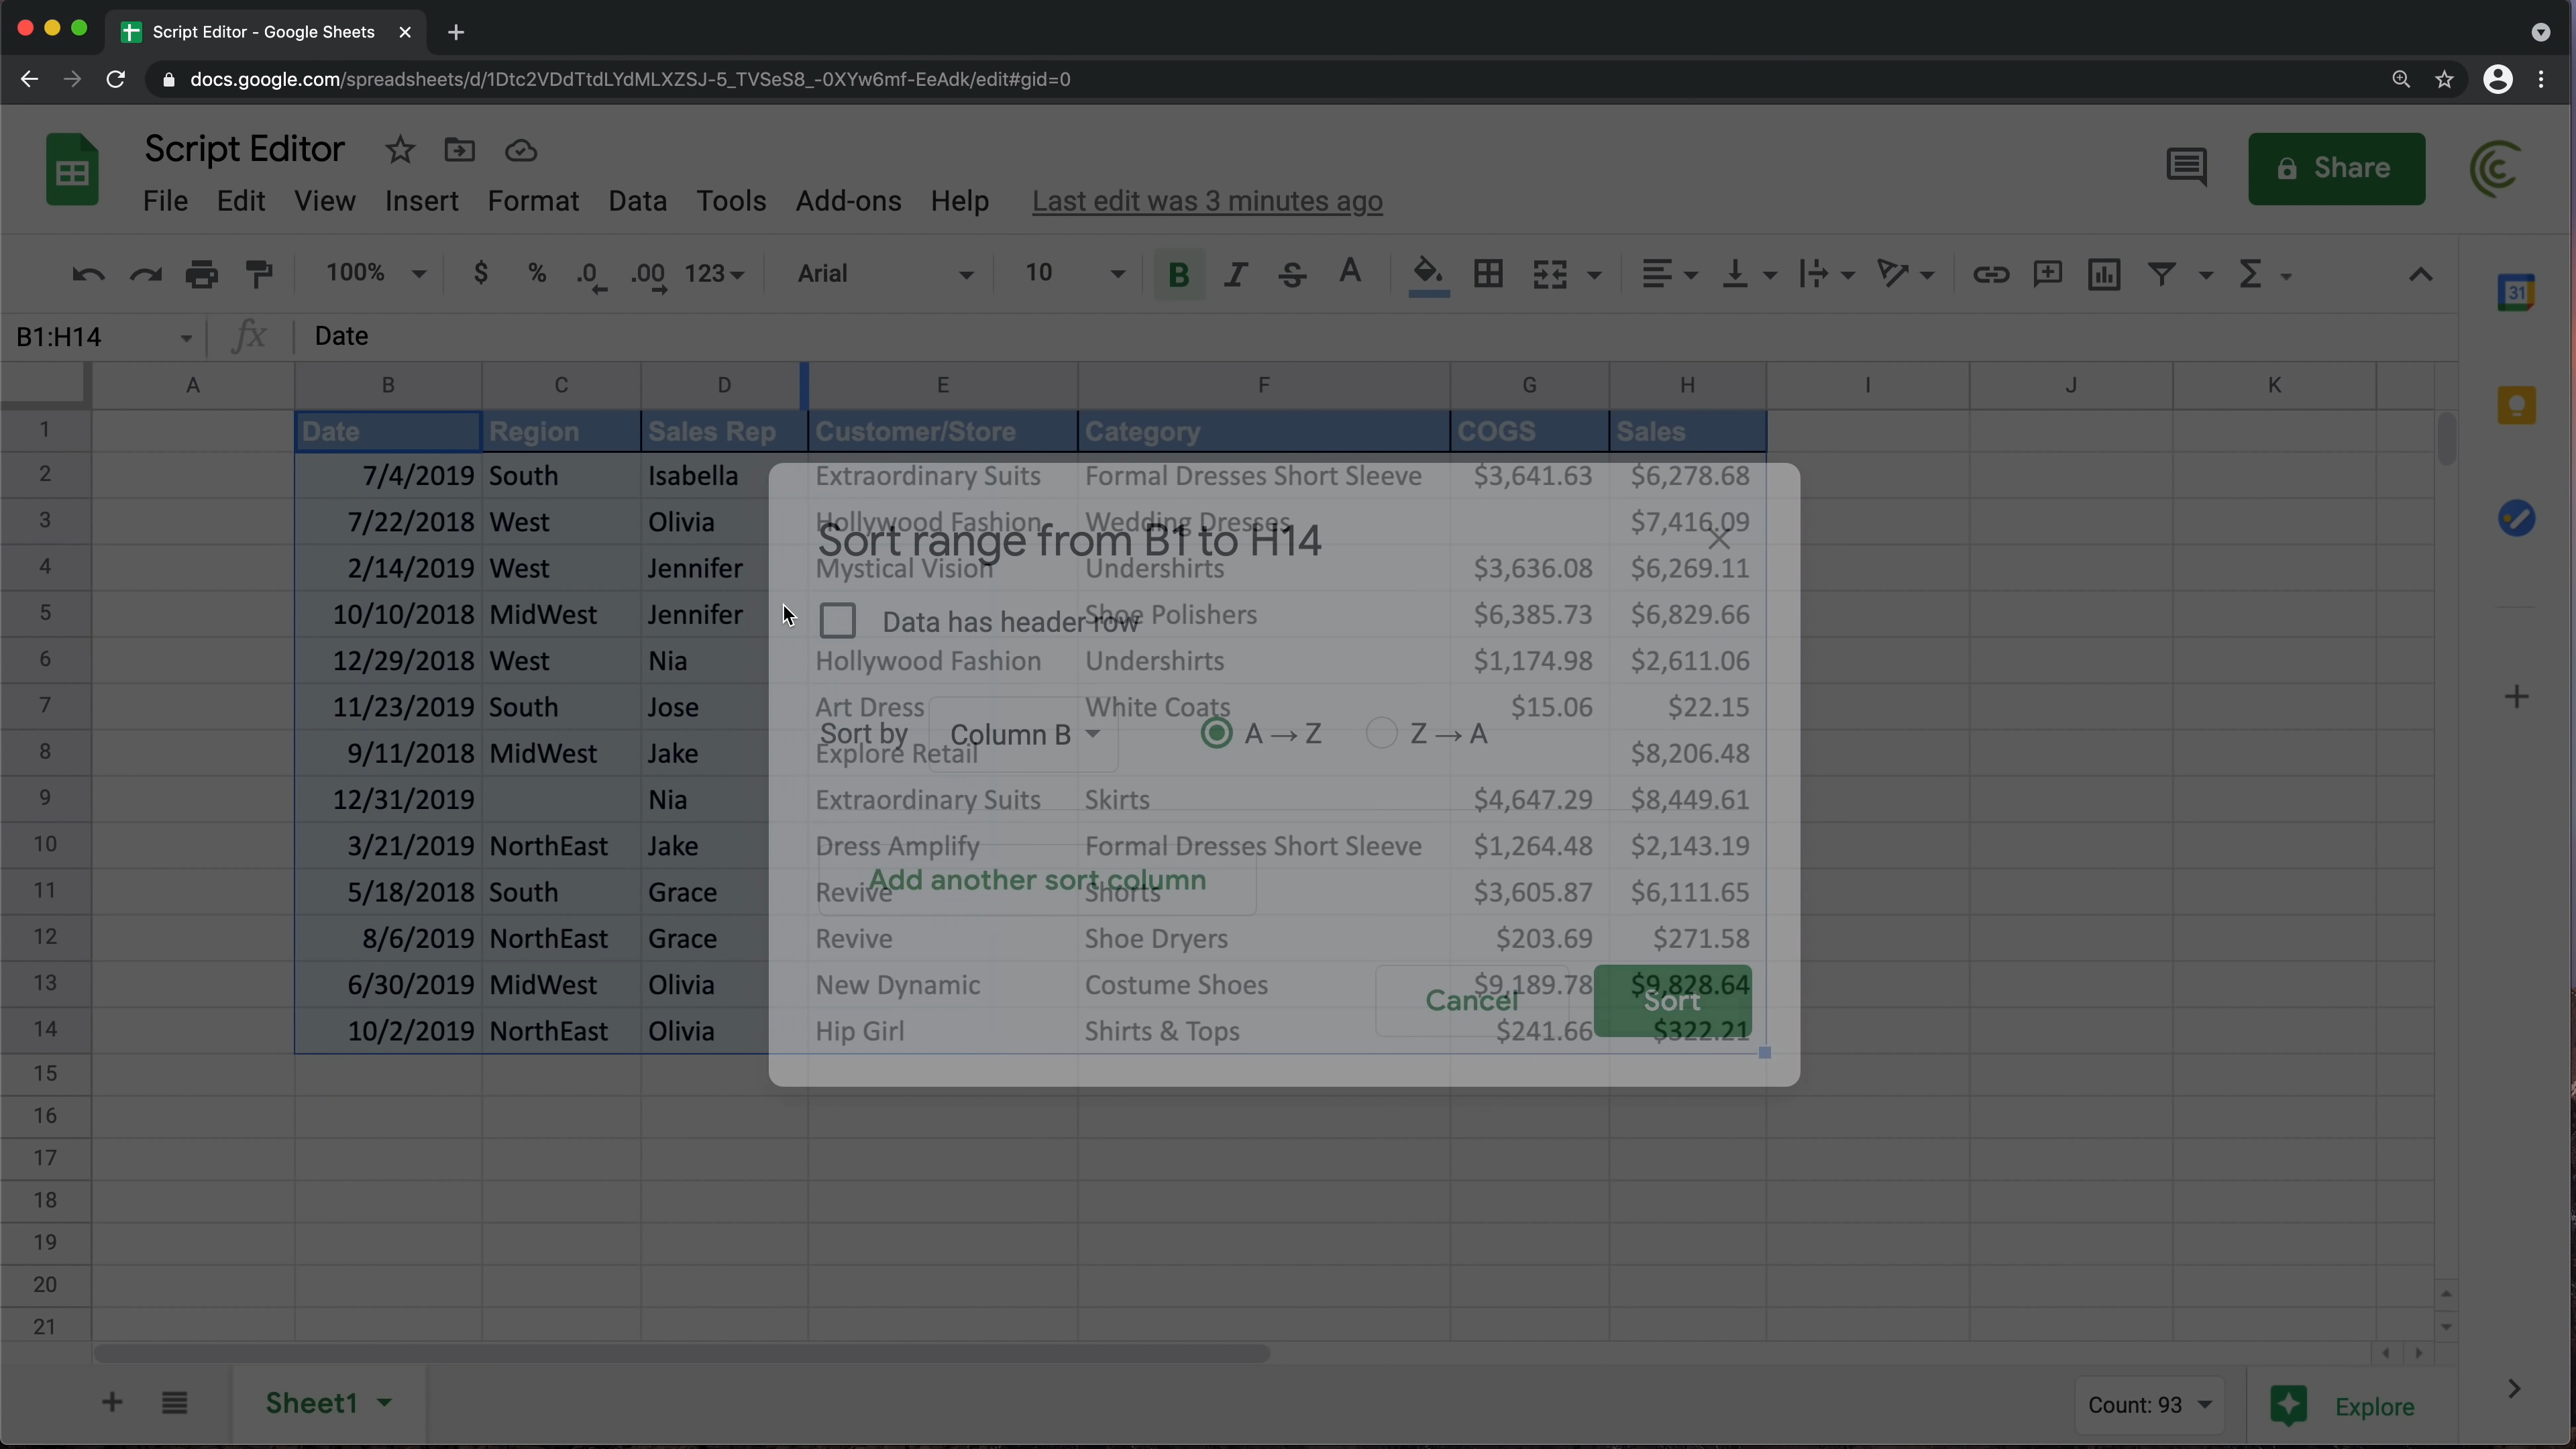 Script Editor - Google Sheets
docs.google.com/spreadsheets/d/1Dtc2VDdTtdLYdMLXZSJ-5_TVSeS8_-0XYw6mf-EeAdk/edit#gid=0
Script Editor
Share
File Edit View Insert Format Data Tools Add-ons Help Last edit was 3 minutes ago
100% $ % .0 .00 123 Arial 10 B I S A
31
B1:H14 fx Date
A B C D E F G H I J K
1 Date Region Sales Rep Customer/Store Category COGS Sales
2 7/4/2019 South Isabella Extraordinary Suits Formal Dresses Short Sleeve $3,641.63 $6,278.68
3 7/22/2018 West Olivia Hollywood Fashion Wedding Dresses $7,416.09
Sort range from B1 to H14
4 2/14/2019 West Jennifer Mystical Vision Undershirts $3,636.08 $6,269.11
5 10/10/2018 MidWest Jennifer Shoe Polishers $6,385.73 $6,829.66
Data has header row
6 12/29/2018 West Nia Hollywood Fashion Undershirts $1,174.98 $2,611.06
7 11/23/2019 South Jose Art Dress White Coats $15.06 $22.15
Sort by Column B A → Z Z → A
8 9/11/2018 MidWest Jake Explore Retail $8,206.48
9 12/31/2019 Nia Extraordinary Suits Skirts $4,647.29 $8,449.61
10 3/21/2019 NorthEast Jake Dress Amplify Formal Dresses Short Sleeve $1,264.48 $2,143.19
Add another sort column
11 5/18/2018 South Grace Revive Shorts $3,605.87 $6,111.65
12 8/6/2019 NorthEast Grace Revive Shoe Dryers $203.69 $271.58
13 6/30/2019 MidWest Olivia New Dynamic Costume Shoes $9,189.78 $9,828.64
Cancel Sort
14 10/2/2019 NorthEast Olivia Hip Girl Shirts & Tops $241.66 $322.21
15
16
17
18
19
20
21
Sheet1 Count: 93 Explore